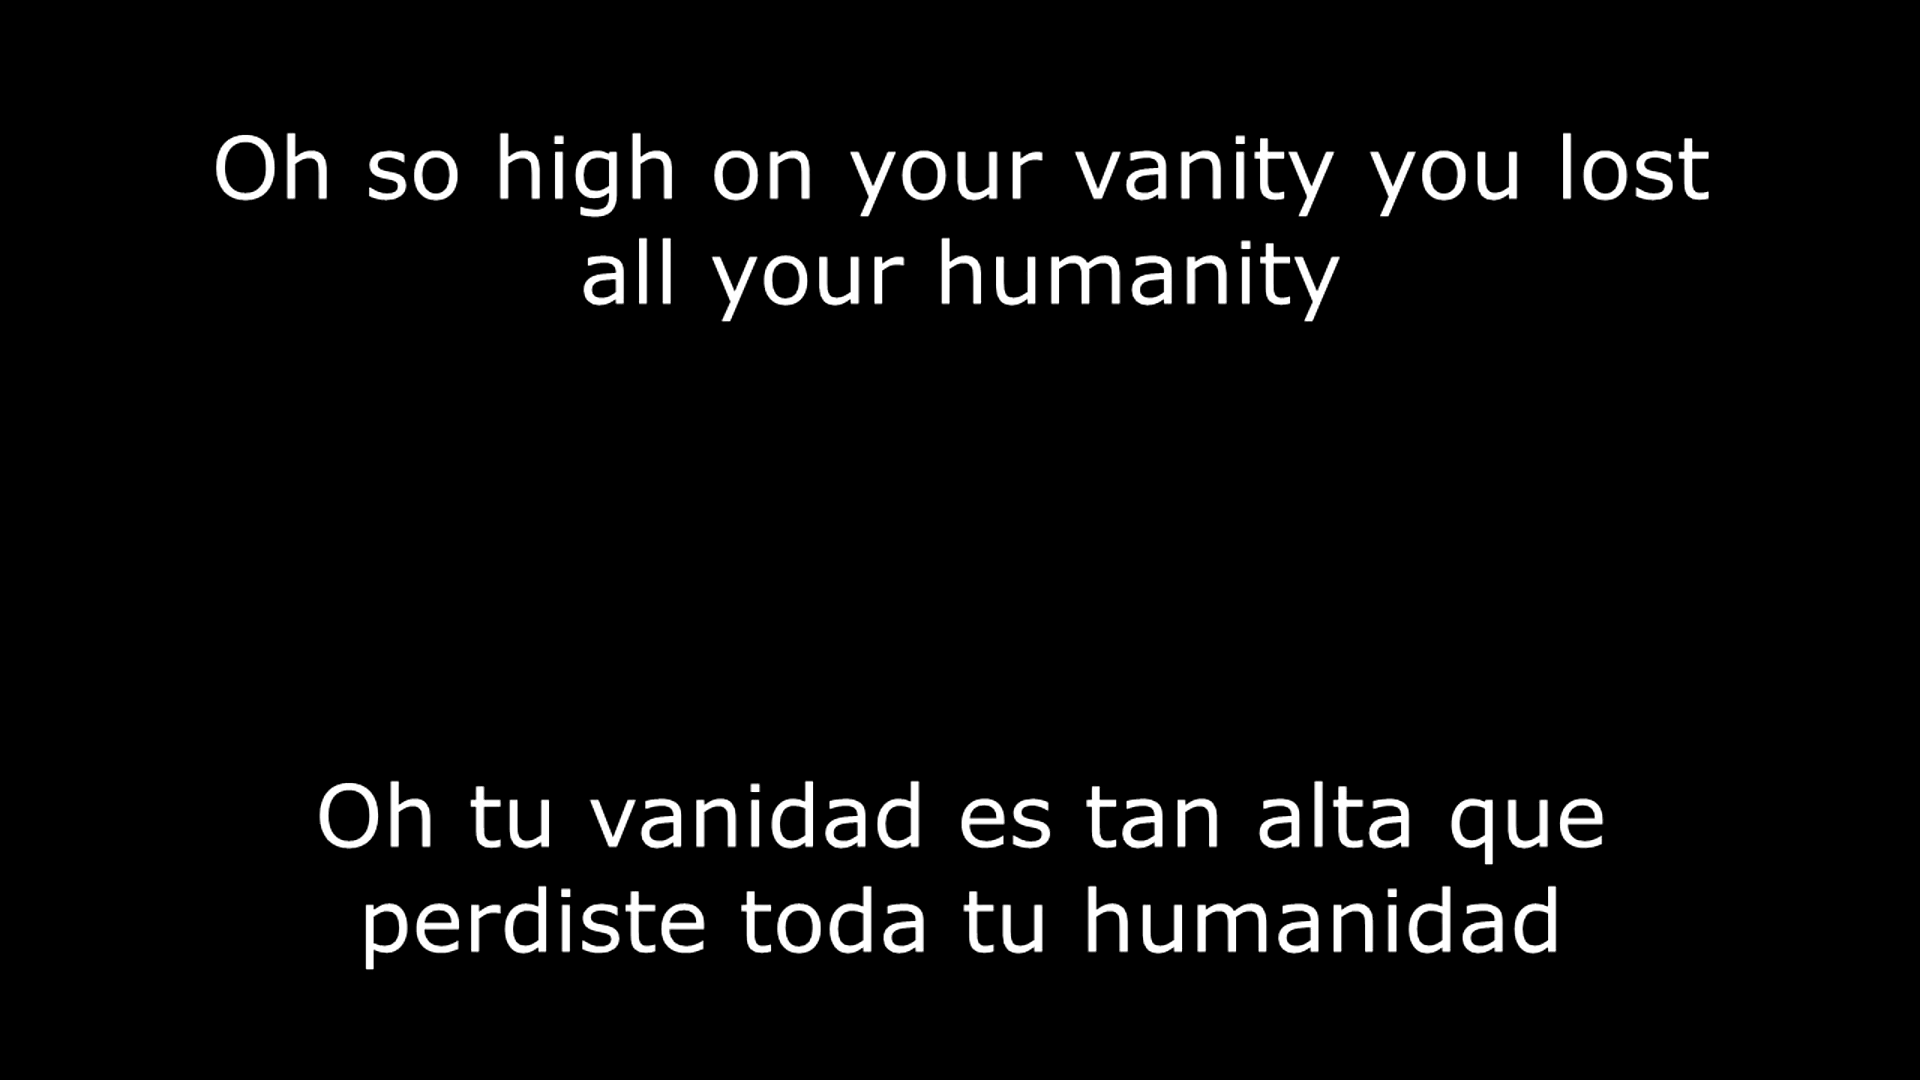 Oh so high on your vanity you lost
all your humanity
Oh tu vanidad es tan alta que
perdiste toda tu humanidad